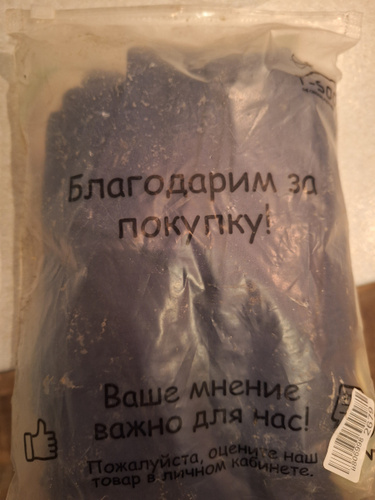 Благодарим за
покупку!
Ваше мнение
важно для нас!
Пожалуйста, оцените наш
товар в личном кабинете.